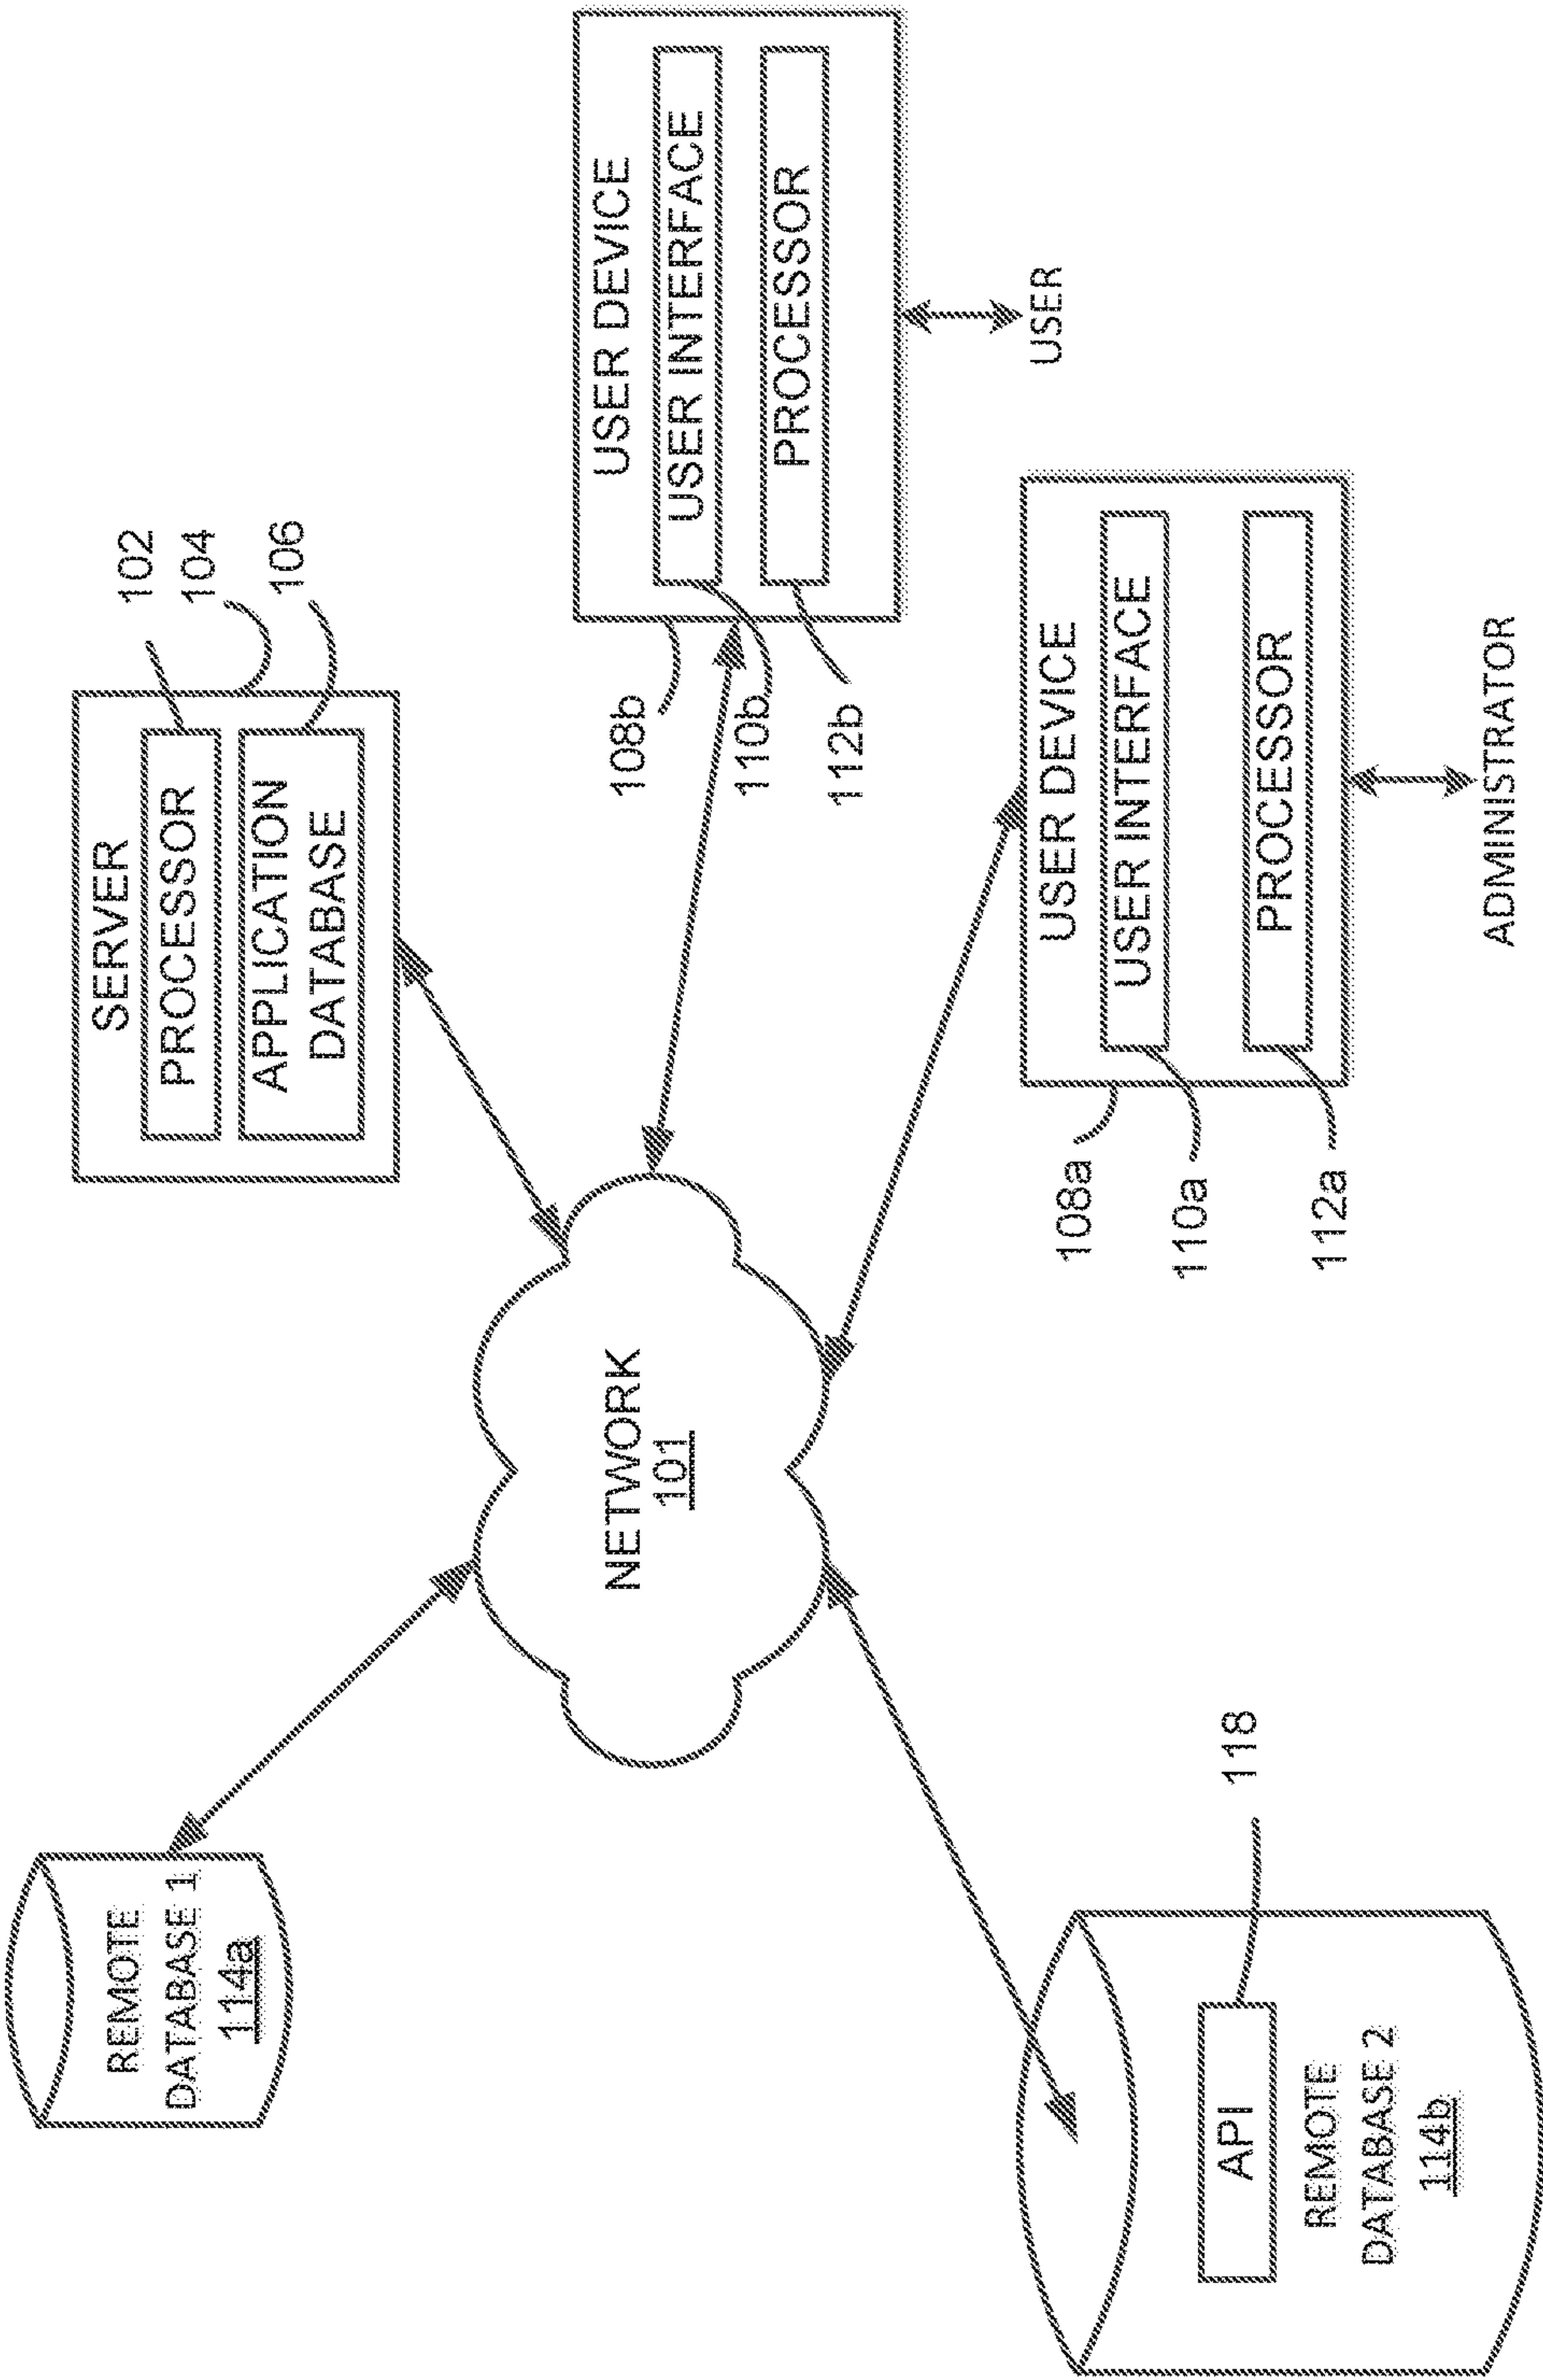 REMOTE
DATABASE 1
114a
SERVER
PROCESSOR
APPLICATION
DATABASE
102
104
106
NETWORK
101
USER DEVICE
USER INTERFACE
PROCESSOR
108b
110b
112b
USER
API
118
REMOTE
DATABASE 2
114b
USER DEVICE
USER INTERFACE
PROCESSOR
108a
110a
112a
ADMINISTRATOR